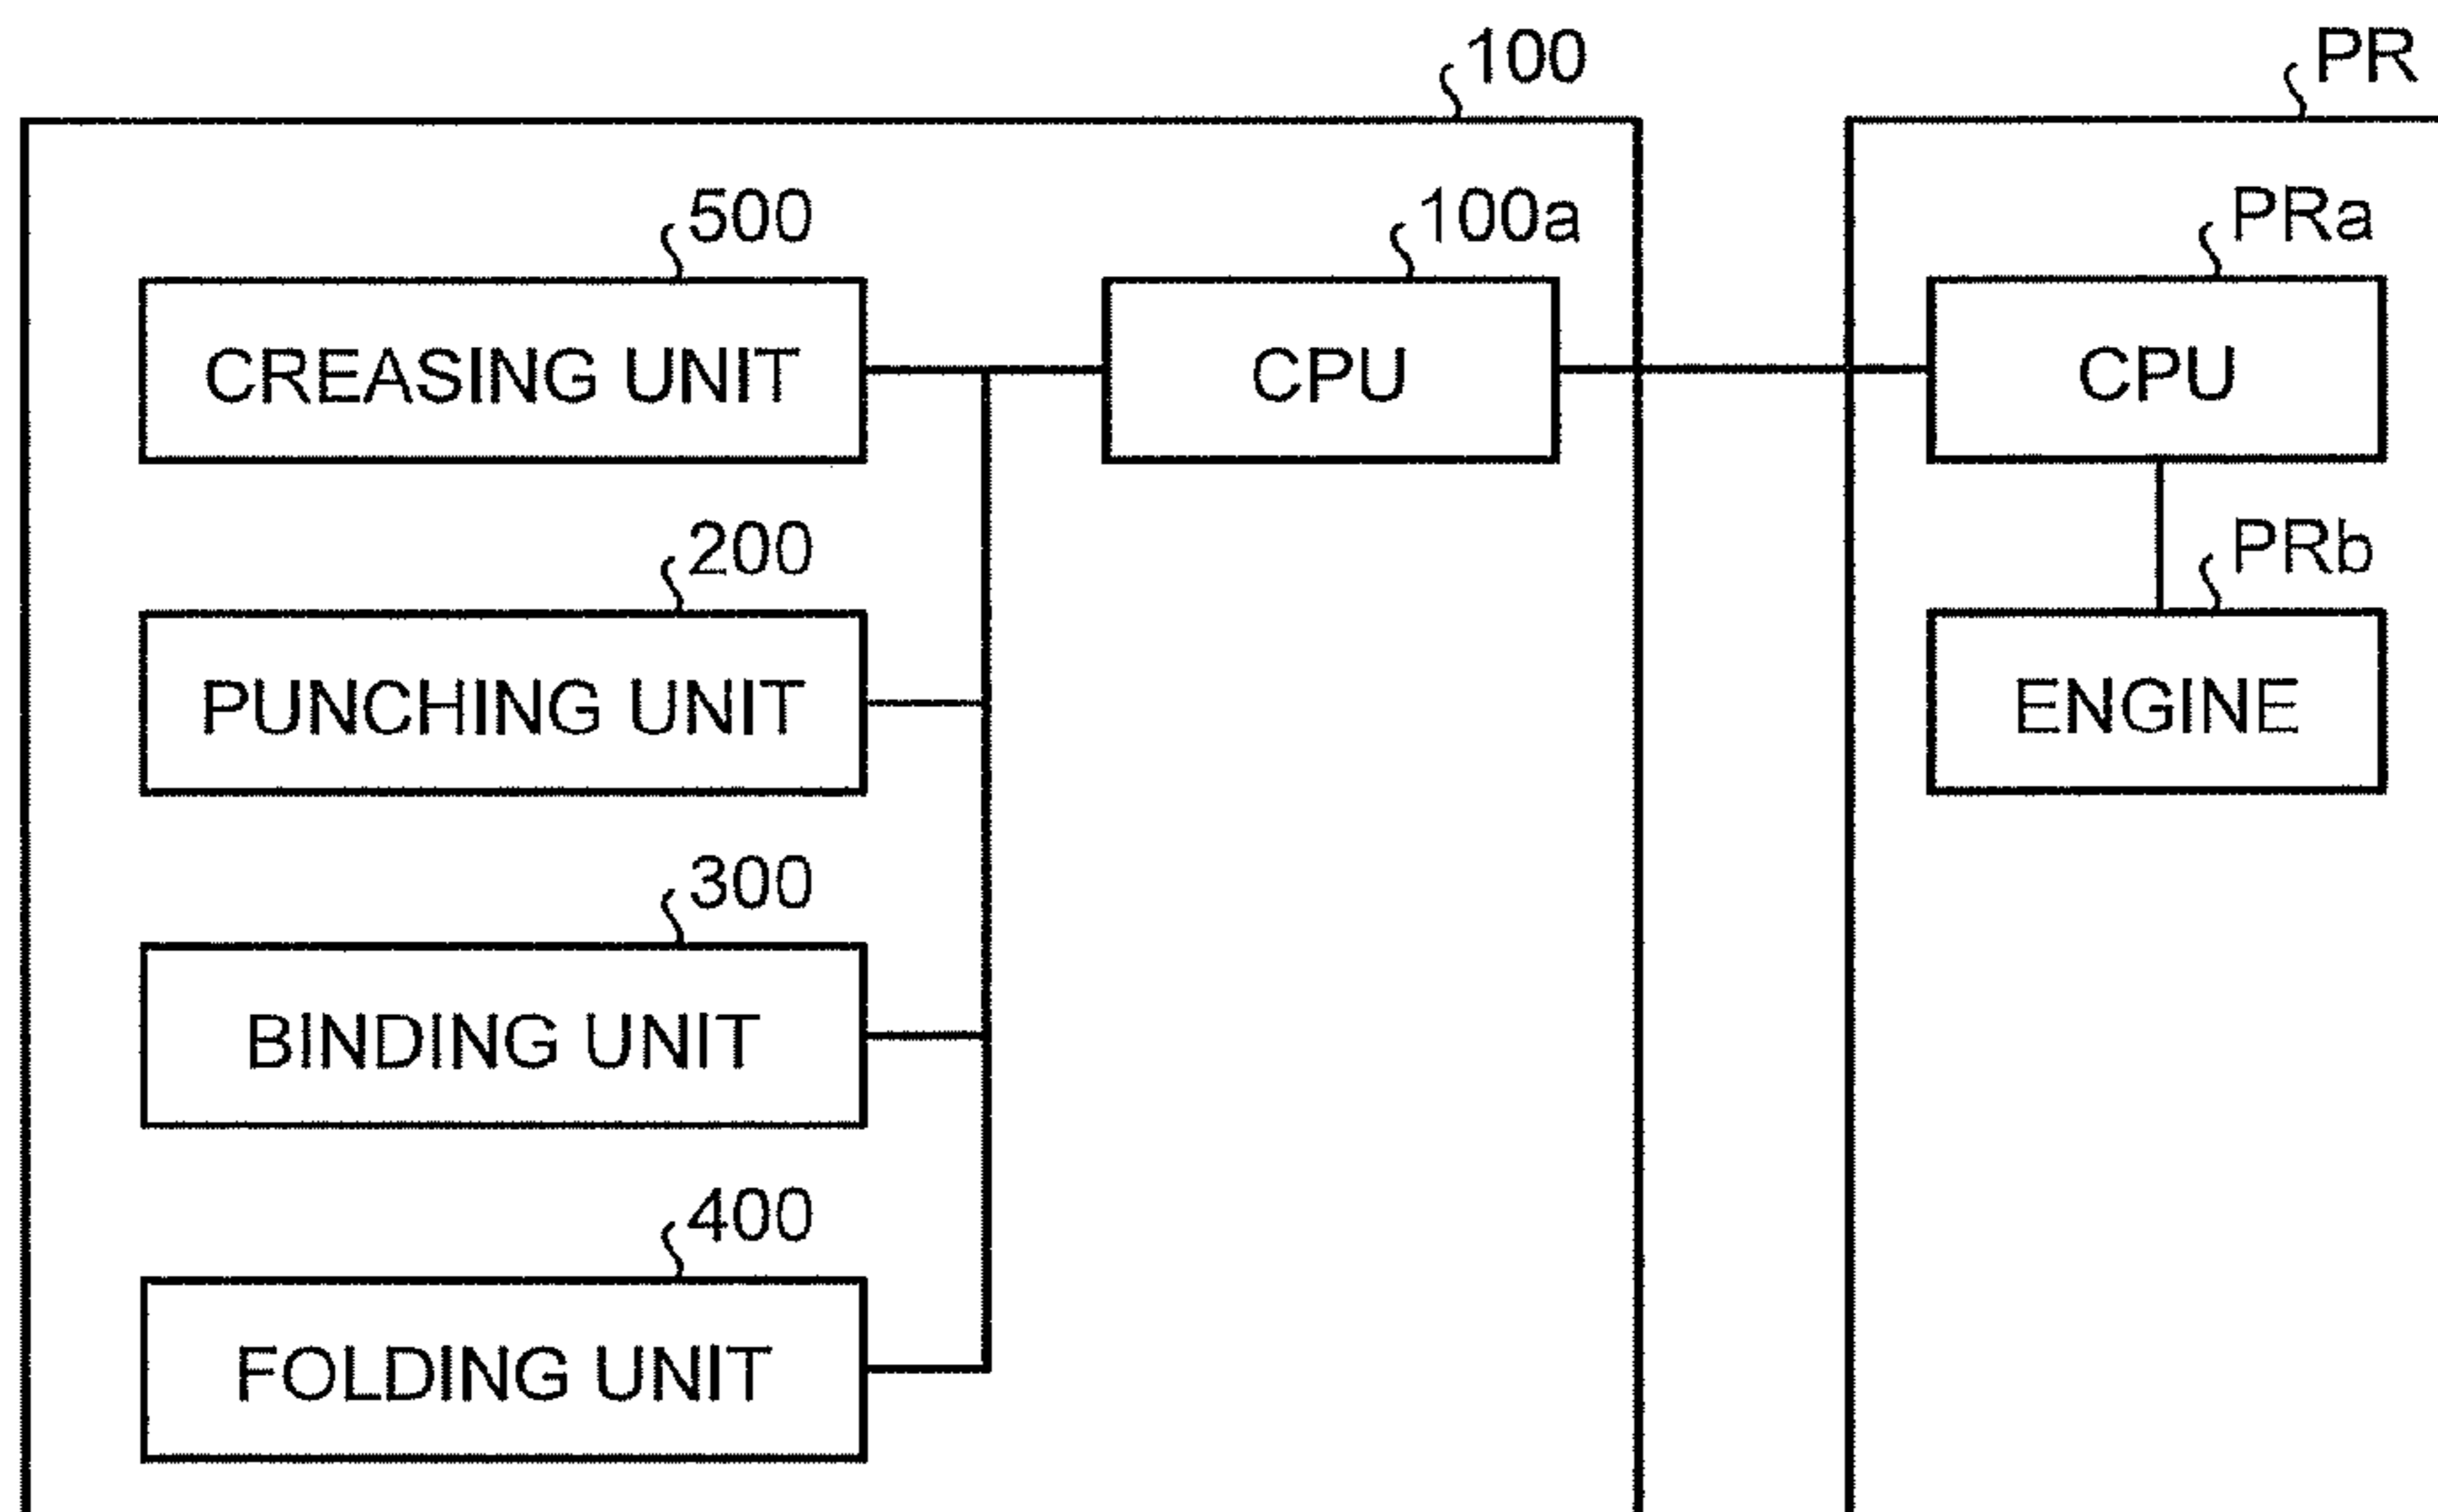 100
PR
500
100a
PRa
CREASING UNIT
CPU
CPU
200
PRb
PUNCHING UNIT
ENGINE
300
BINDING UNIT
400
FOLDING UNIT